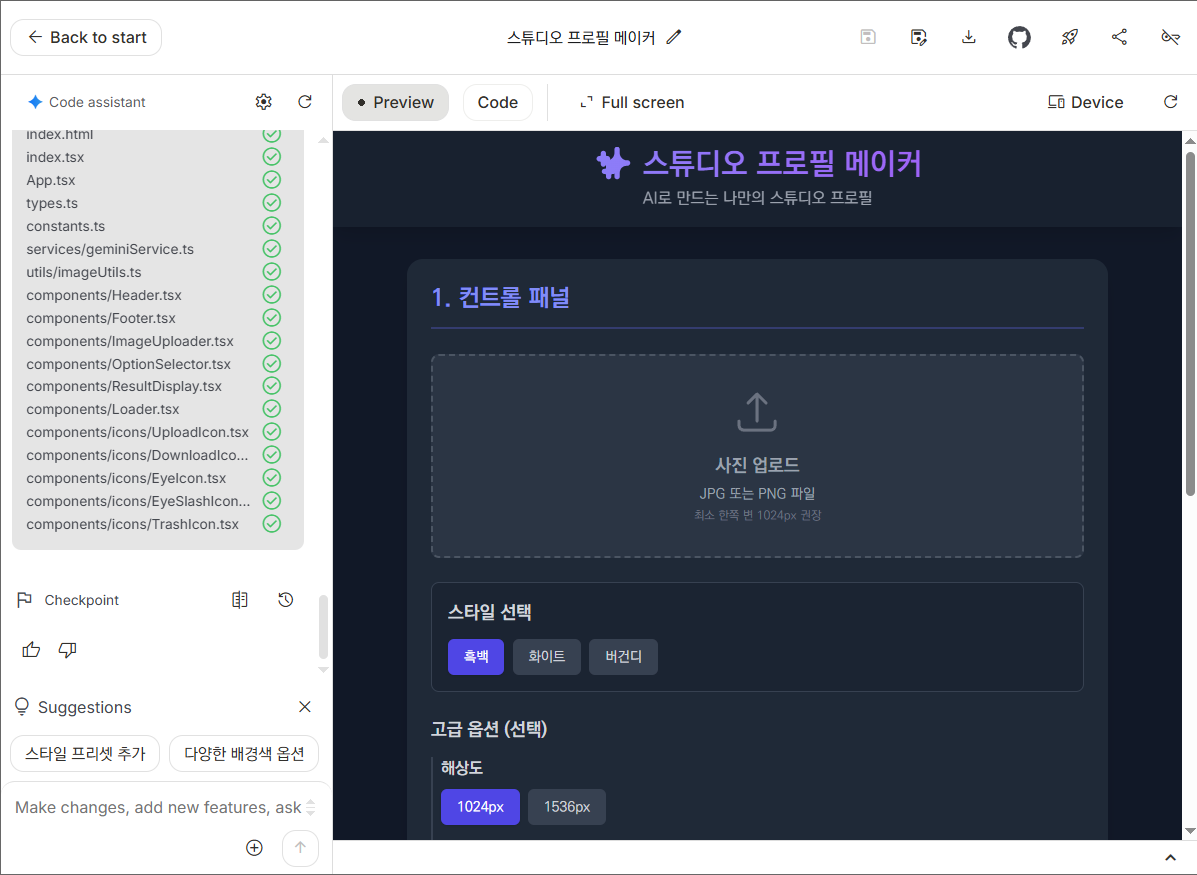 Back to start
스튜디오 프로필 메이커
Code assistant
Preview
Code
Full screen
Device
index.html
index.tsx
App.tsx
types.ts
constants.ts
services/geminiService.ts
utils/imageUtils.ts
components/Header.tsx
components/Footer.tsx
components/ImageUploader.tsx
components/OptionSelector.tsx
components/ResultDisplay.tsx
components/Loader.tsx
components/icons/UploadIcon.tsx
components/icons/DownloadIco...
components/icons/EyeIcon.tsx
components/icons/EyeSlashIcon...
components/icons/TrashIcon.tsx
Checkpoint
Suggestions
스타일 프리셋 추가
다양한 배경색 옵션
Make changes, add new features, ask
스튜디오 프로필 메이커
AI로 만드는 나만의 스튜디오 프로필
1. 컨트롤 패널
사진 업로드
JPG 또는 PNG 파일
최소 한쪽 변 1024px 권장
스타일 선택
흑백
화이트
버건디
고급 옵션 (선택)
해상도
1024px
1536px